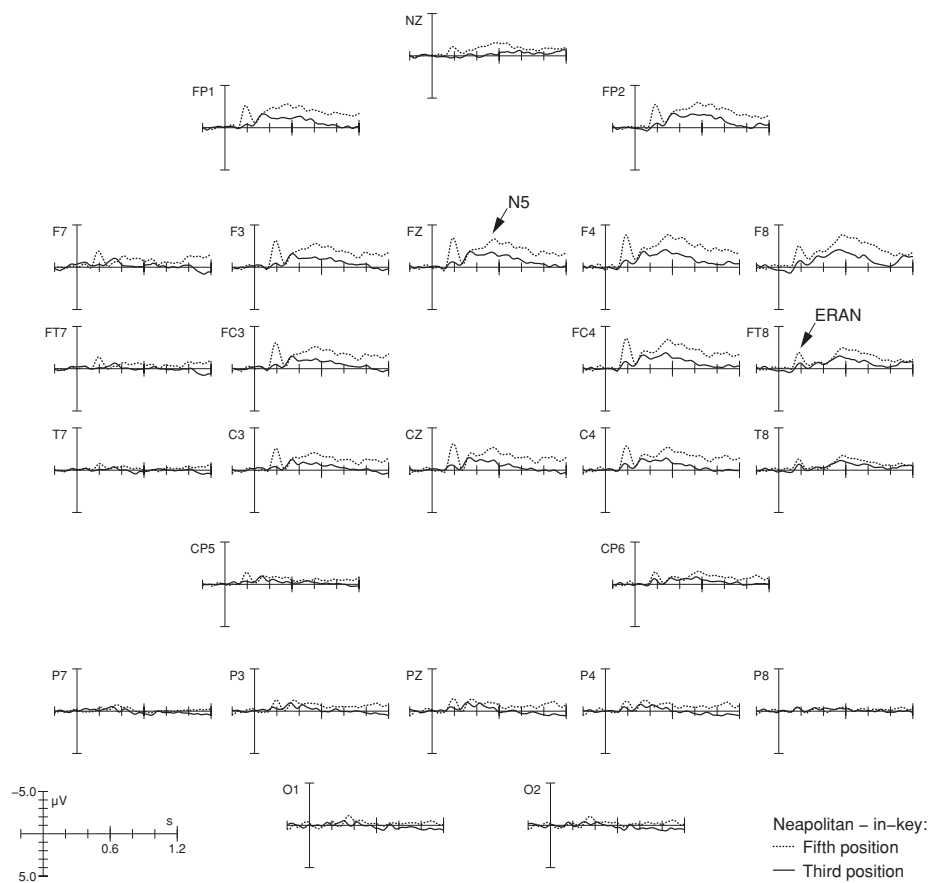 NZ
FP1
FP2
N5
F7
F3
FZ
F4
F8
ERAN
FT7
FC3
FC4
FT8
T7
C3
CZ
C4
T8
CP5
CP6
P7
P3
PZ
P4
P8
O1
O2
−5.0
µV
s
0.6
1.2
5.0
Neapolitan − in−key:
Fifth position
Third position